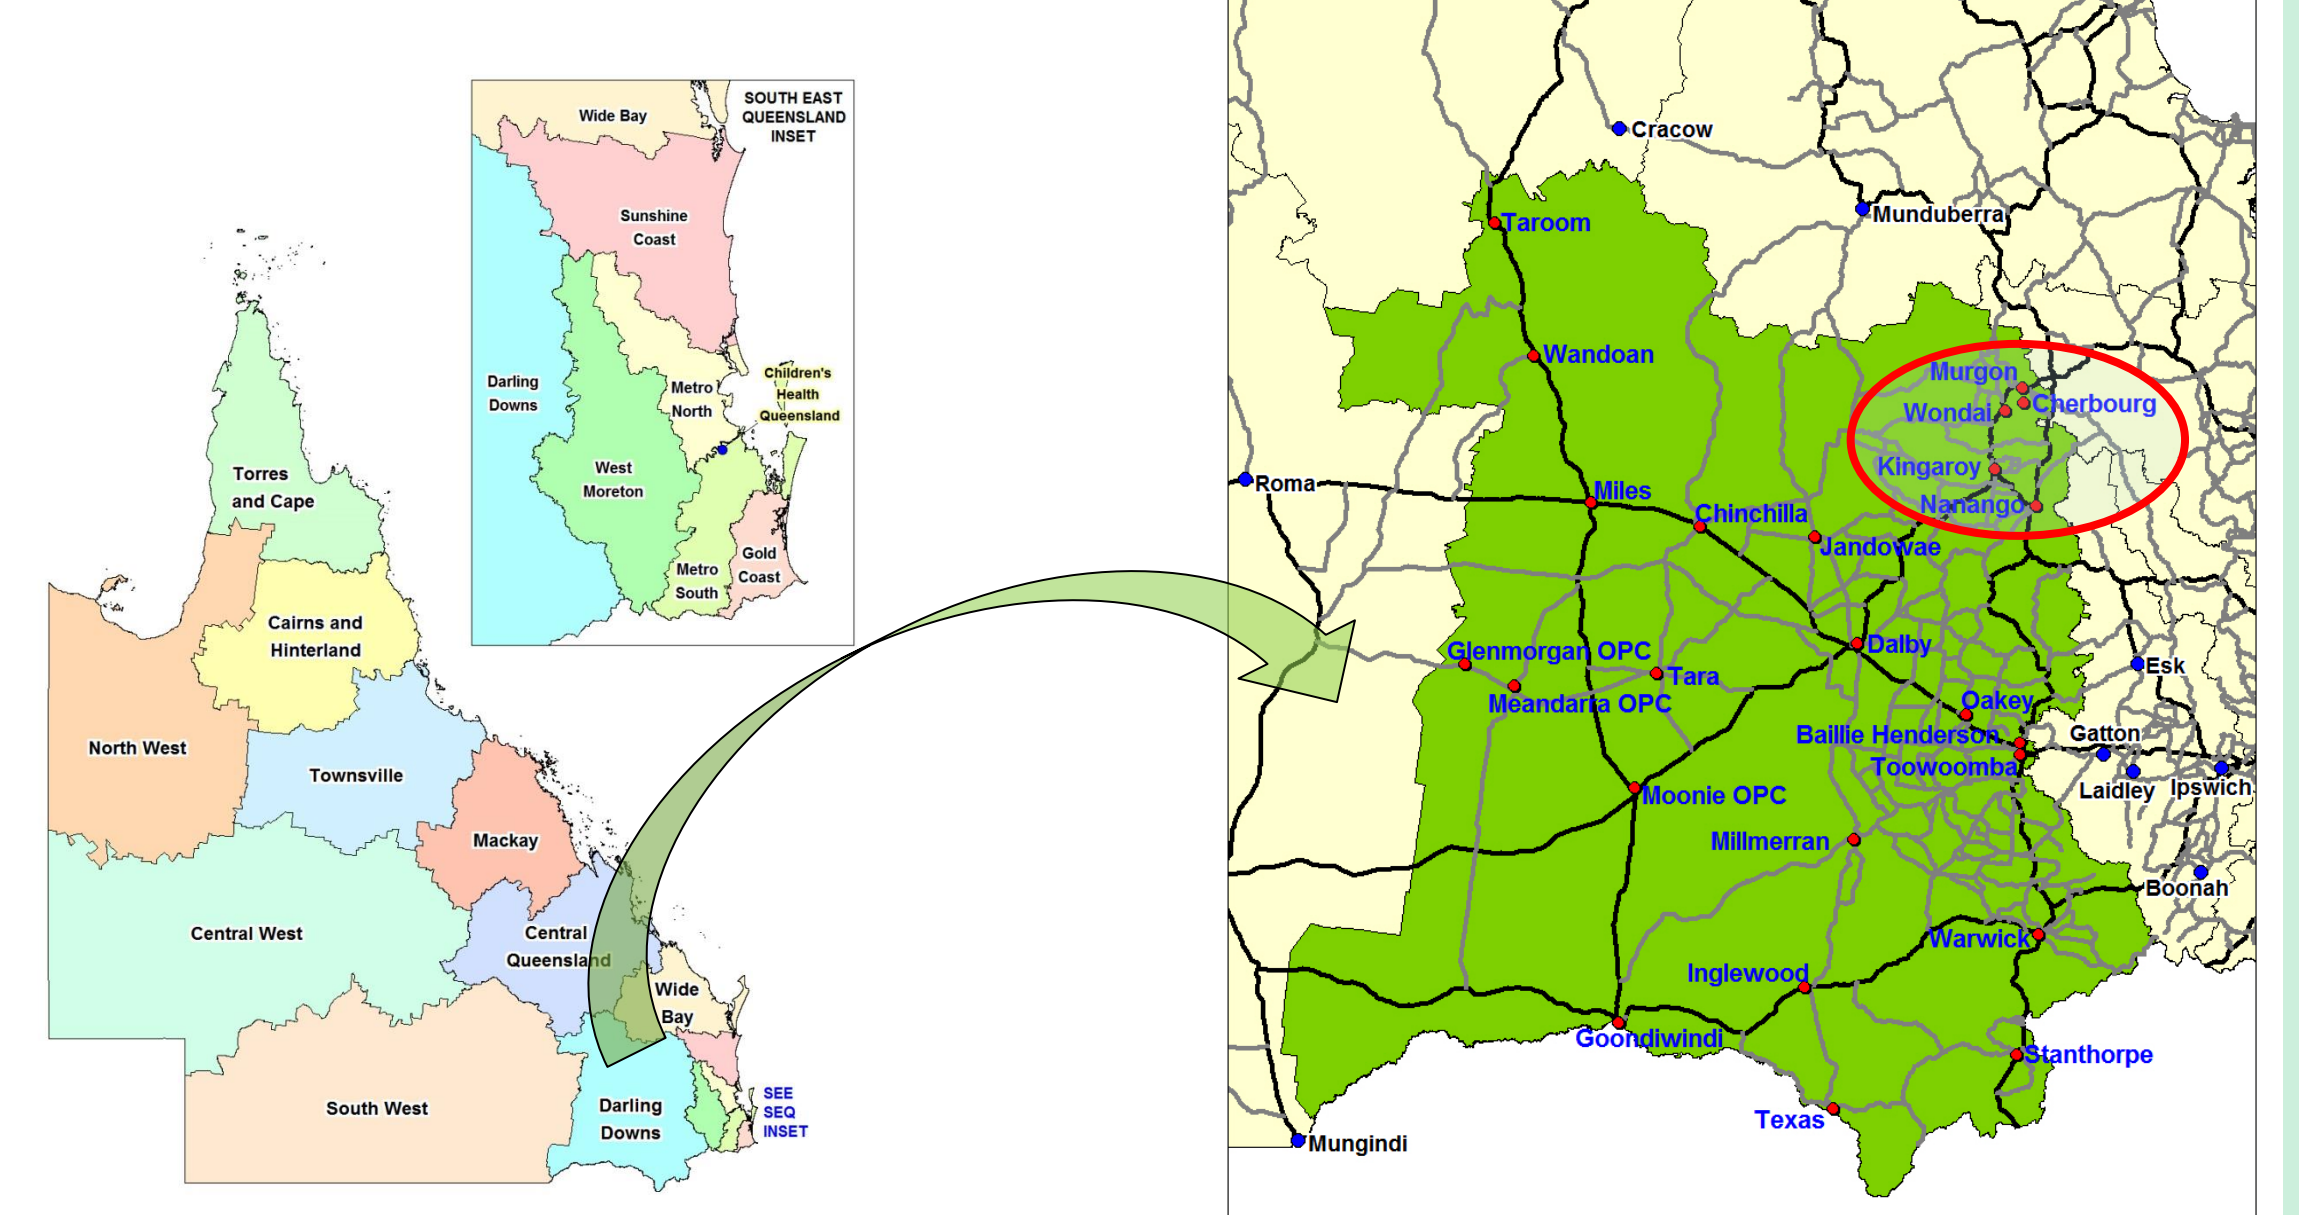 SOUTH EAST
QUEENSLAND
INSET
Wide Bay
Sunshine
Coast
Darling
Downs
Metro
North
Children's
Health
Queensland
West
Moreton
Metro
South
Gold
Coast
Torres
and Cape
Cairns and
Hinterland
North West
Townsville
Mackay
Central West
Central
Queensland
Wide
Bay
South West
Darling
Downs
SEE
SEQ
INSET
Cracow
Munduberra
Taroom
Wandoan
Murgon
Cherbourg
Wondai
Kingaroy
Nanango
Roma
Miles
Chinchilla
Jandowae
Glenmorgan OPC
Tara
Dalby
Esk
Meandarra OPC
Oakey
Baillie Henderson
Gatton
Toowoomba
Laidley
Ipswich
Moonie OPC
Millmerran
Boonah
Warwick
Inglewood
Goondiwindi
Stanthorpe
Texas
Mungindi